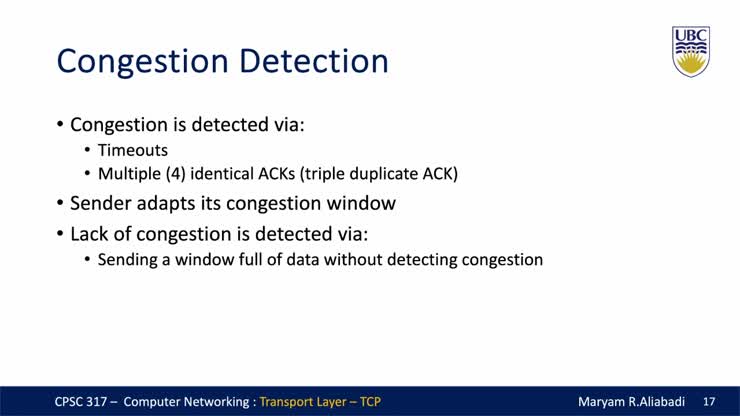 UBC
Congestion Detection
• Congestion is detected via:
• Timeouts
• Multiple (4) identical ACKs (triple duplicate ACK)
• Sender adapts its congestion window
• Lack of congestion is detected via:
• Sending a window full of data without detecting congestion
CPSC 317 – Computer Networking : Transport Layer – TCP
Maryam R.Aliabadi
17